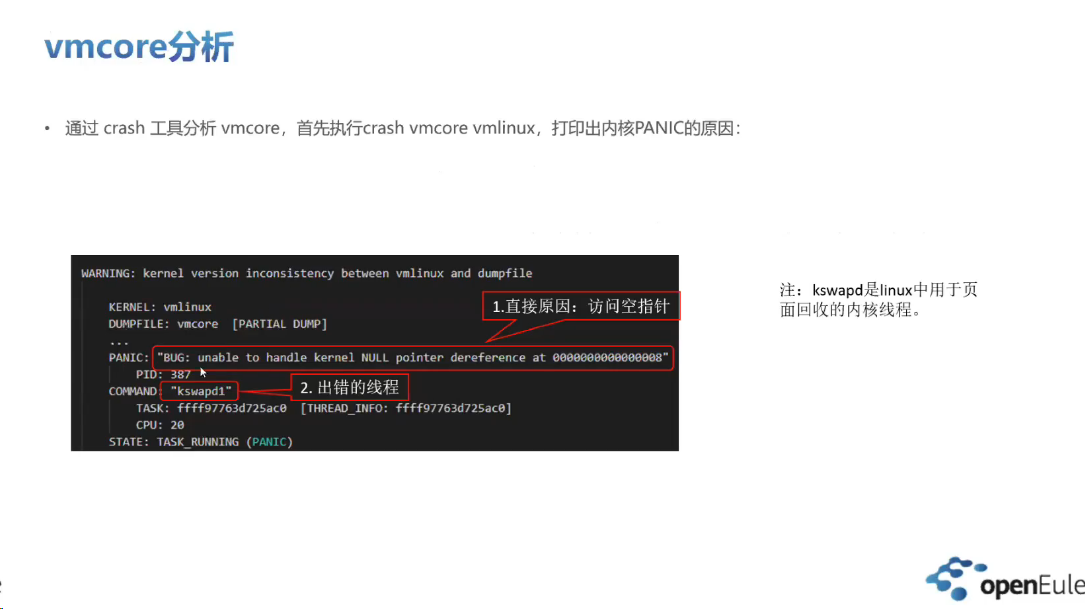 vmcore分析
• 通过 crash 工具分析 vmcore，首先执行crash vmcore vmlinux，打印出内核PANIC的原因：
WARNING: kernel version inconsistency between vmlinux and dumpfile
KERNEL: vmlinux
DUMPFILE: vmcore [PARTIAL DUMP]
...
1.直接原因：访问空指针
PANIC: "BUG: unable to handle kernel NULL pointer dereference at 0000000000000008"
PID: 387
COMMAND: "kswapd1"
2. 出错的线程
TASK: ffff97763d725ac0 [THREAD_INFO: ffff97763d725ac0]
CPU: 20
STATE: TASK_RUNNING (PANIC)
注：kswapd是linux中用于页
面回收的内核线程。
openEule